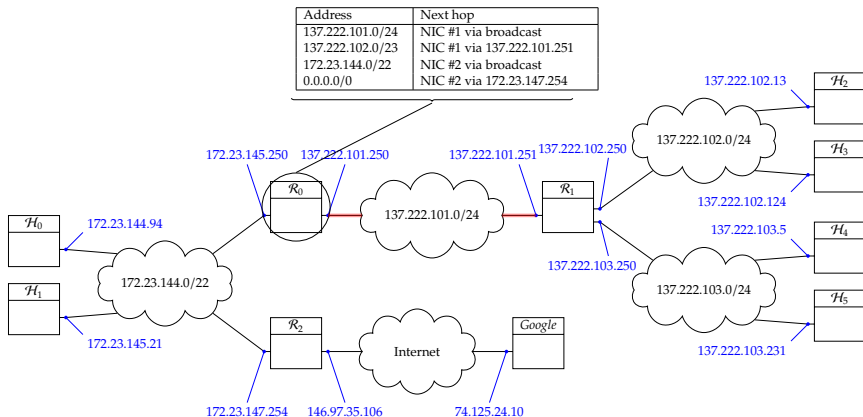 Address Next hop
137.222.101.0/24 NIC #1 via broadcast
137.222.102.0/23 NIC #1 via 137.222.101.251
172.23.144.0/22 NIC #2 via broadcast
0.0.0.0/0 NIC #2 via 172.23.147.254
137.222.102.13
H2
137.222.102.0/24
172.23.145.250 137.222.101.250 137.222.101.251 137.222.102.250
H3
R0
R1
137.222.102.124
137.222.101.0/24
H0
172.23.144.94
137.222.103.5
H4
137.222.103.250
172.23.144.0/22
137.222.103.0/24
H1
H5
172.23.145.21
R2
Google
Internet
137.222.103.231
172.23.147.254 146.97.35.106 74.125.24.10